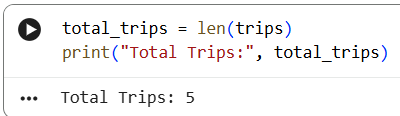 total_trips = len(trips)
print("Total Trips:", total_trips)
Total Trips: 5